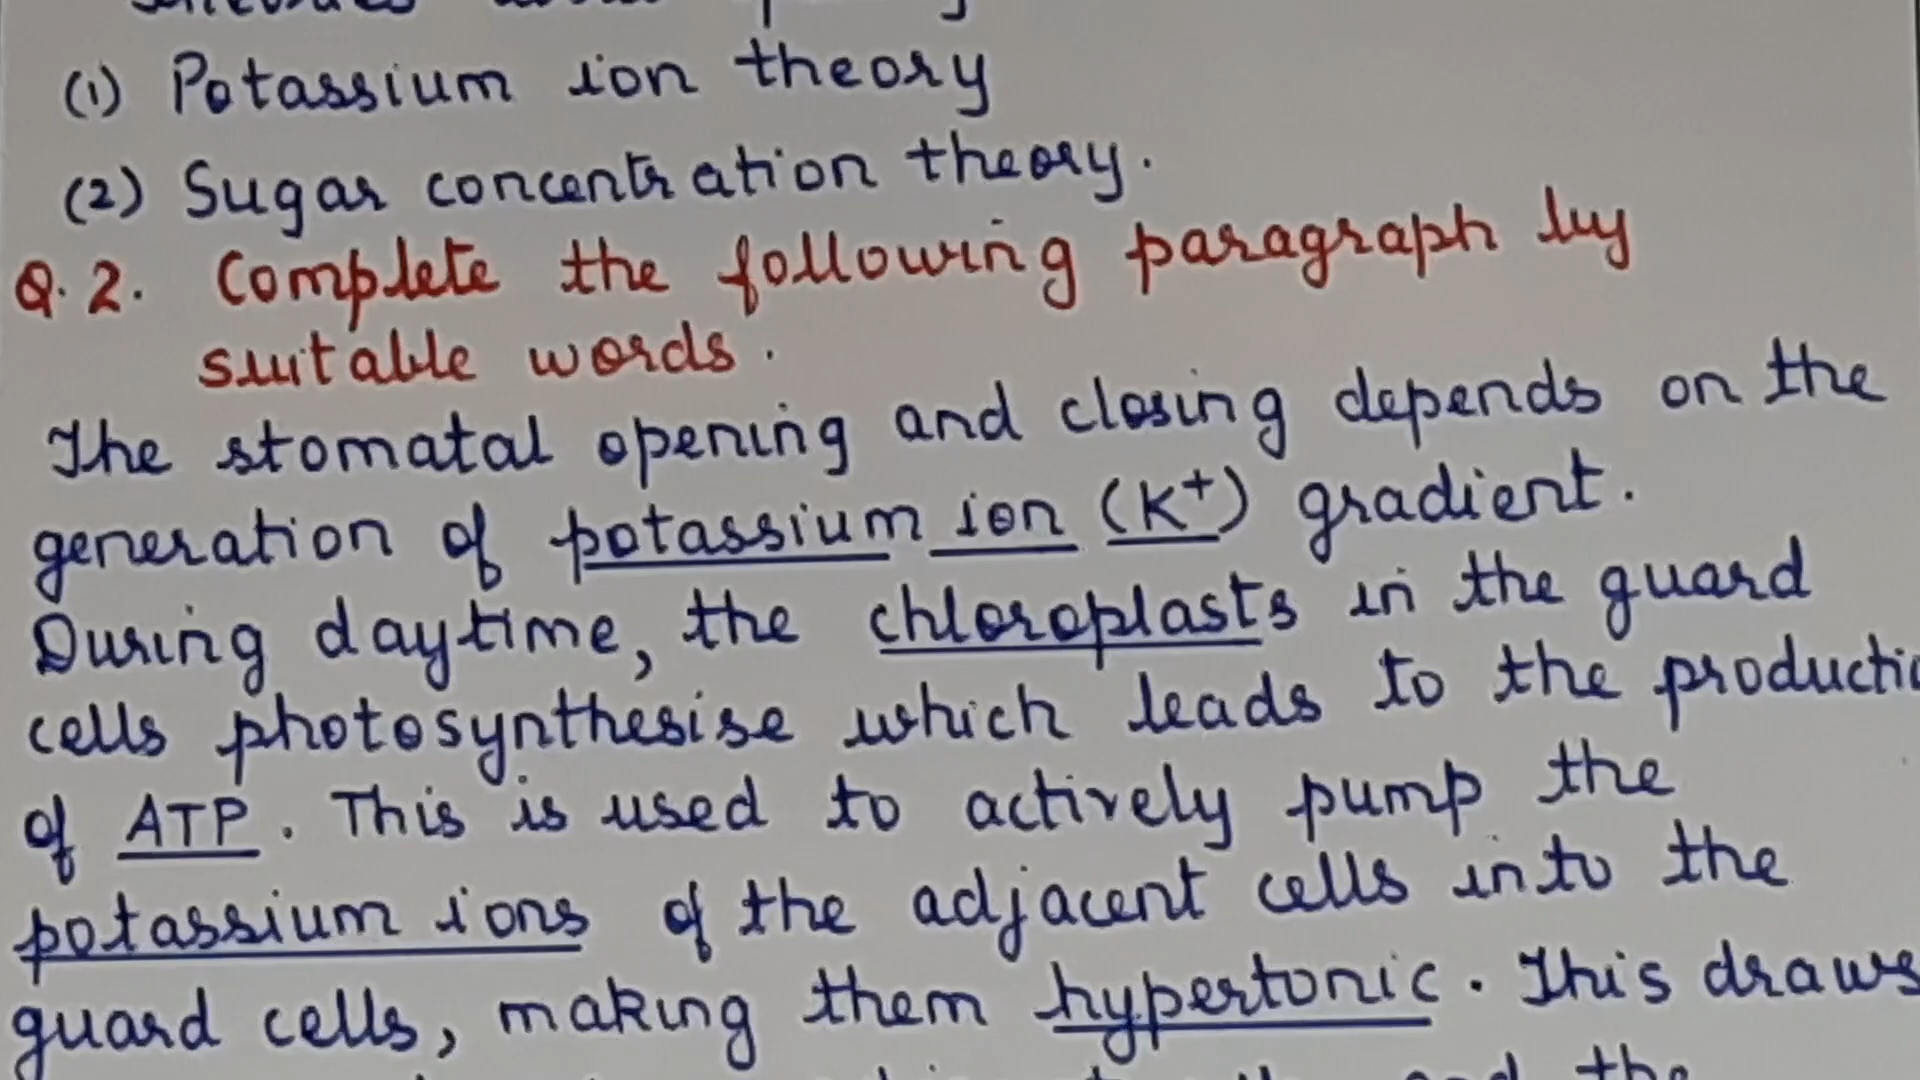 (1) Potassium ion theory
(2) Sugar concentration theory.
Q.2. Complete the following paragraph by
suitable words.
The stomatal opening and closing depends on the
generation of potassium ion (K+) gradient.
During daytime, the chloroplasts in the guard
cells photosynthesise which leads to the productio
of ATP. This is used to actively pump the
potassium ions of the adjacent cells into the
guard cells, making them hypertonic. This draws
and the